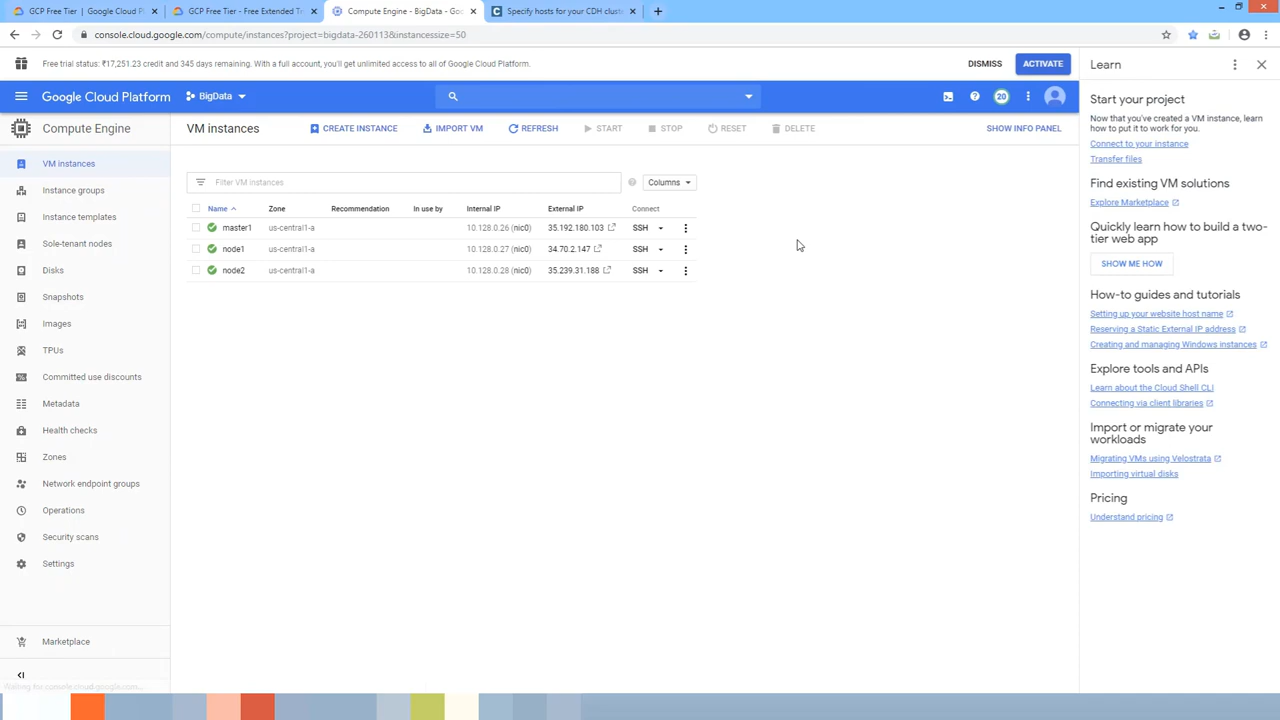 GCP Free Tier | Google Cloud P
GCP Free Tier - Free Extended Tr
Compute Engine - BigData - Goo
Specify hosts for your CDH cluste
console.cloud.google.com/compute/instances?project=bigdata-260113&instancessize=50
Free trial status: ₹17,251.23 credit and 345 days remaining. With a full account, you'll get unlimited access to all of Google Cloud Platform.
DISMISS
ACTIVATE
Google Cloud Platform
BigData
20
Compute Engine
VM instances
Instance groups
Instance templates
Sole-tenant nodes
Disks
Snapshots
Images
TPUs
Committed use discounts
Metadata
Health checks
Zones
Network endpoint groups
Operations
Security scans
Settings
Marketplace
Waiting for console.cloud.google.com...
VM instances
CREATE INSTANCE
IMPORT VM
REFRESH
START
STOP
RESET
DELETE
SHOW INFO PANEL
Filter VM instances
Columns
Name Zone Recommendation In use by Internal IP External IP Connect
master1 us-central1-a 10.128.0.26 (nic0) 35.192.180.103 SSH
node1 us-central1-a 10.128.0.27 (nic0) 34.70.2.147 SSH
node2 us-central1-a 10.128.0.28 (nic0) 35.239.31.188 SSH
Learn
Start your project
Now that you've created a VM instance, learn
how to put it to work for you.
Connect to your instance
Transfer files
Find existing VM solutions
Explore Marketplace
Quickly learn how to build a two-
tier web app
SHOW ME HOW
How-to guides and tutorials
Setting up your website host name
Reserving a Static External IP address
Creating and managing Windows instances
Explore tools and APIs
Learn about the Cloud Shell CLI
Connecting via client libraries
Import or migrate your
workloads
Migrating VMs using Velostrata
Importing virtual disks
Pricing
Understand pricing